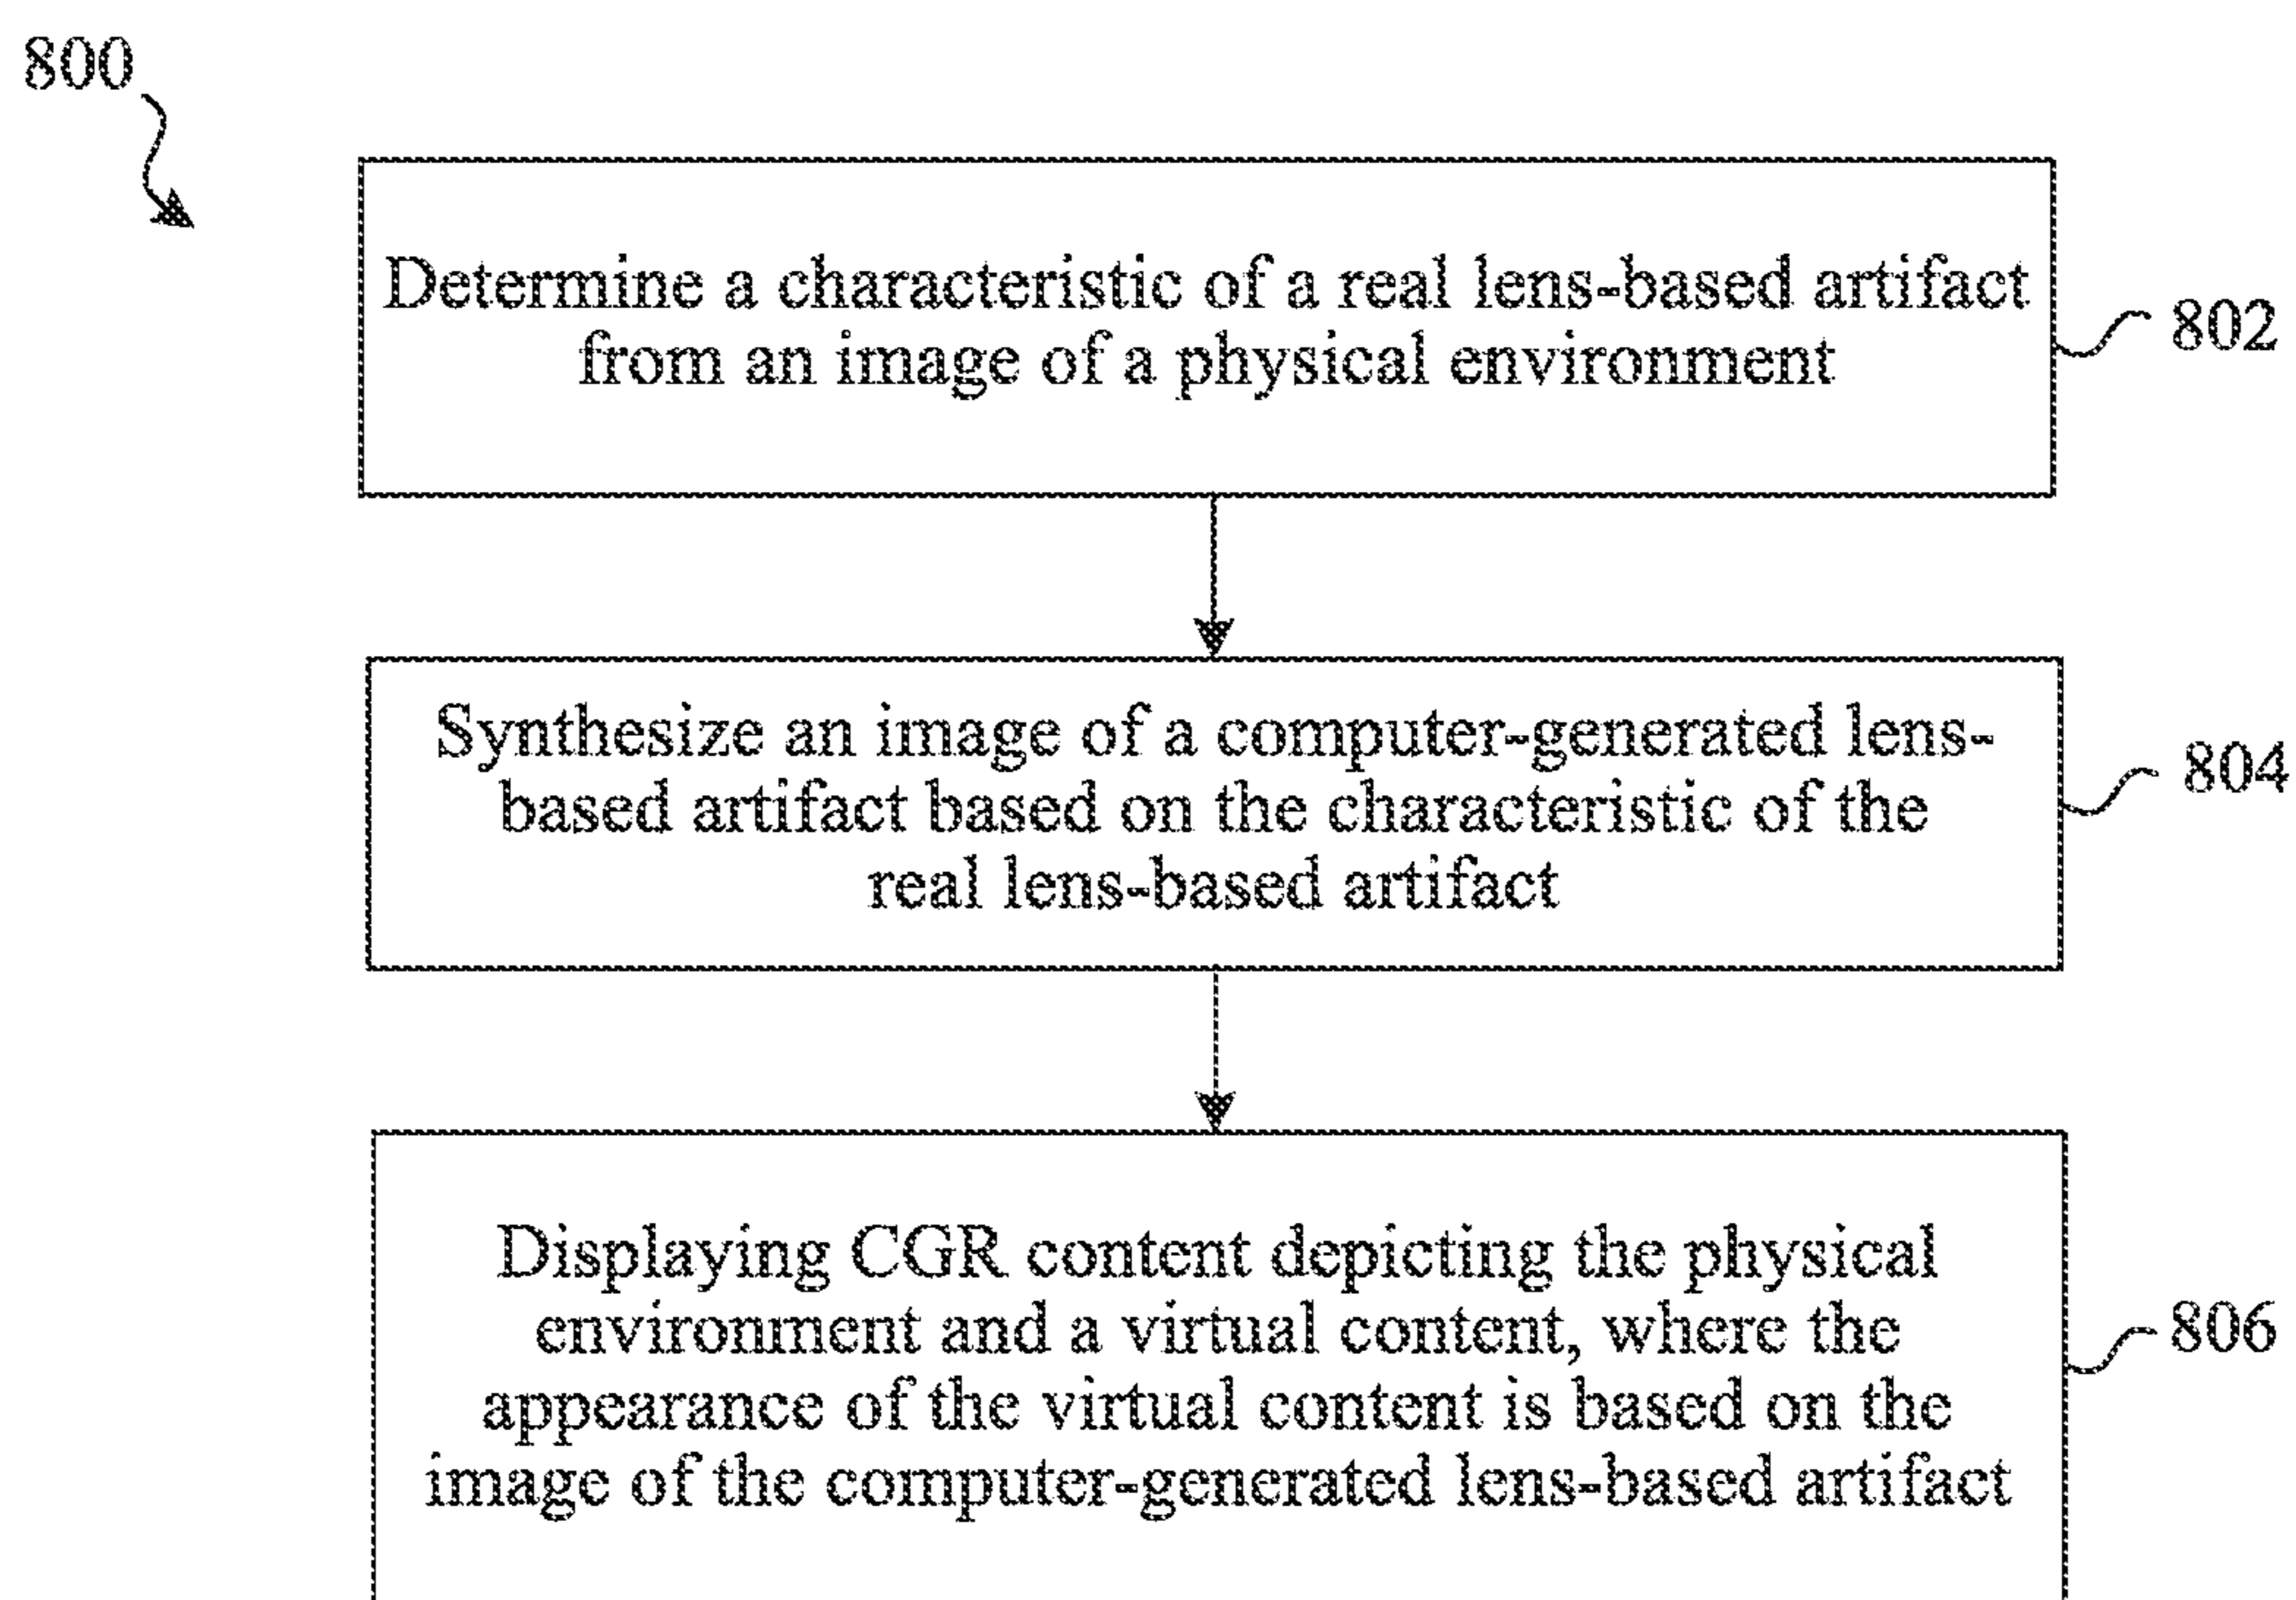 800
Determine a characteristic of a real lens-based artifact
from an image of a physical environment
802
Synthesize an image of a computer-generated lens-
based artifact based on the characteristic of the
real lens-based artifact
804
Displaying CGR content depicting the physical
environment and a virtual content, where the
appearance of the virtual content is based on the
image of the computer-generated lens-based artifact
806